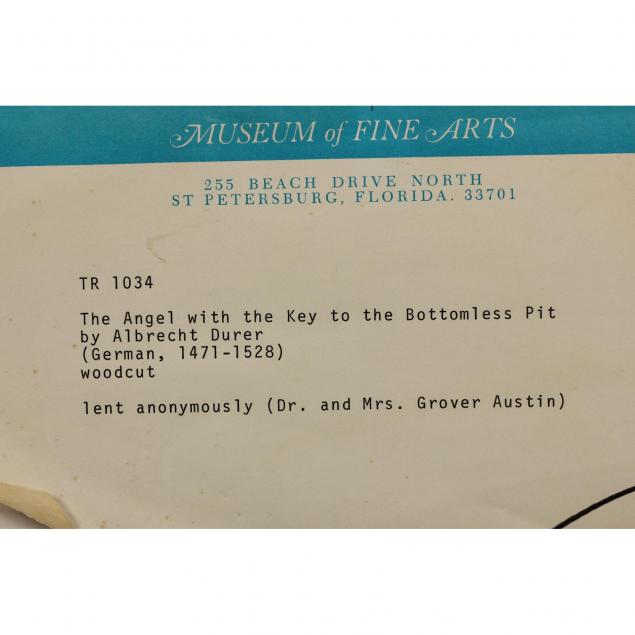 MUSEUM of FINE ARTS
255 BEACH DRIVE NORTH
ST PETERSBURG, FLORIDA. 33701
TR 1034
The Angel with the Key to the Bottomless Pit
by Albrecht Durer
(German, 1471-1528)
woodcut
lent anonymously (Dr. and Mrs. Grover Austin)